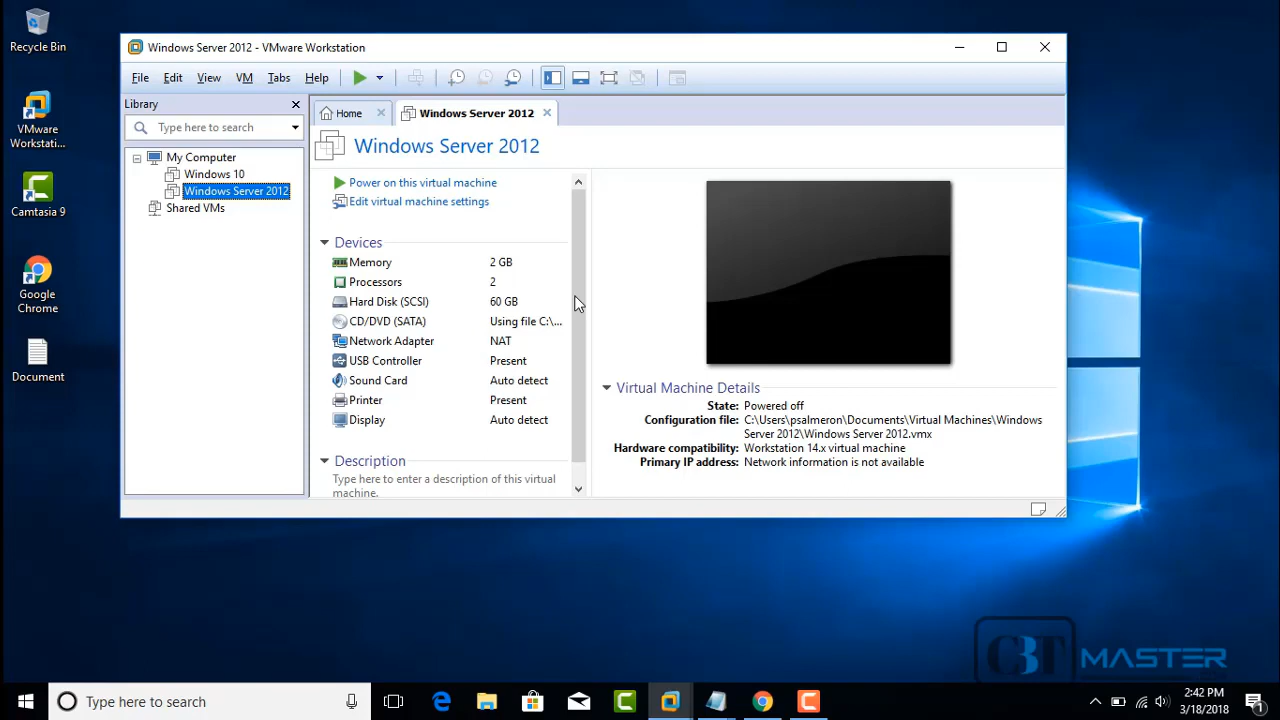 Recycle Bin
VMware
Workstati...
Camtasia 9
Google
Chrome
Document
Windows Server 2012 - VMware Workstation
File Edit View VM Tabs Help
Library
Type here to search
My Computer
Windows 10
Windows Server 2012
Shared VMs
Home
Windows Server 2012
Windows Server 2012
Power on this virtual machine
Edit virtual machine settings
Devices
Memory 2 GB
Processors 2
Hard Disk (SCSI) 60 GB
CD/DVD (SATA) Using file C:\...
Network Adapter NAT
USB Controller Present
Sound Card Auto detect
Printer Present
Display Auto detect
Description
Type here to enter a description of this virtual
machine.
Virtual Machine Details
State: Powered off
Configuration file: C:\Users\psalmeron\Documents\Virtual Machines\Windows
Server 2012\Windows Server 2012.vmx
Hardware compatibility: Workstation 14.x virtual machine
Primary IP address: Network information is not available
CBT MASTER
.COM
Type here to search
2:42 PM
3/18/2018
1